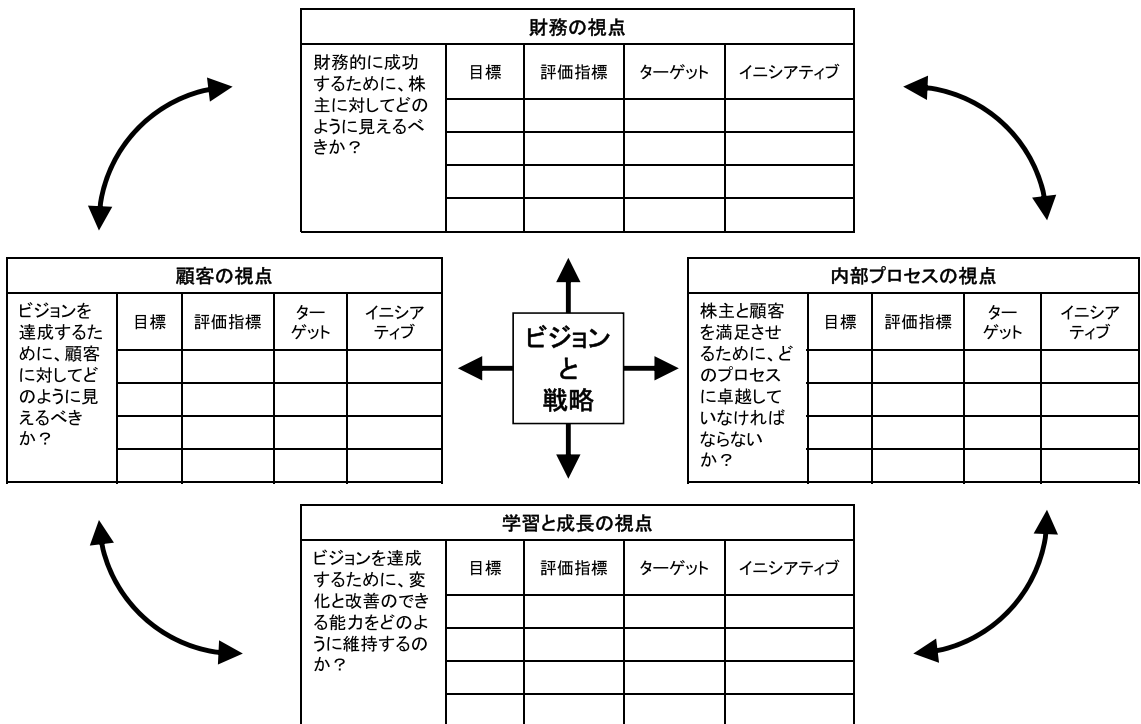 財務の視点
財務的に成功
するために、株
主に対してどの
ように見えるべ
きか？
目標 評価指標 ターゲット イニシアティブ
顧客の視点
ビジョンを
達成するた
めに、顧客
に対してど
のように見
えるべき
か？
目標 評価指標 ター
ゲット イニシア
ティブ
ビジョン
と
戦略
内部プロセスの視点
株主と顧客
を満足させ
るために、ど
のプロセス
に卓越して
いなければ
ならない
か？
目標 評価指標 ター
ゲット イニシア
ティブ
学習と成長の視点
ビジョンを達成
するために、変
化と改善のでき
る能力をどのよ
うに維持するの
か？
目標 評価指標 ターゲット イニシアティブ